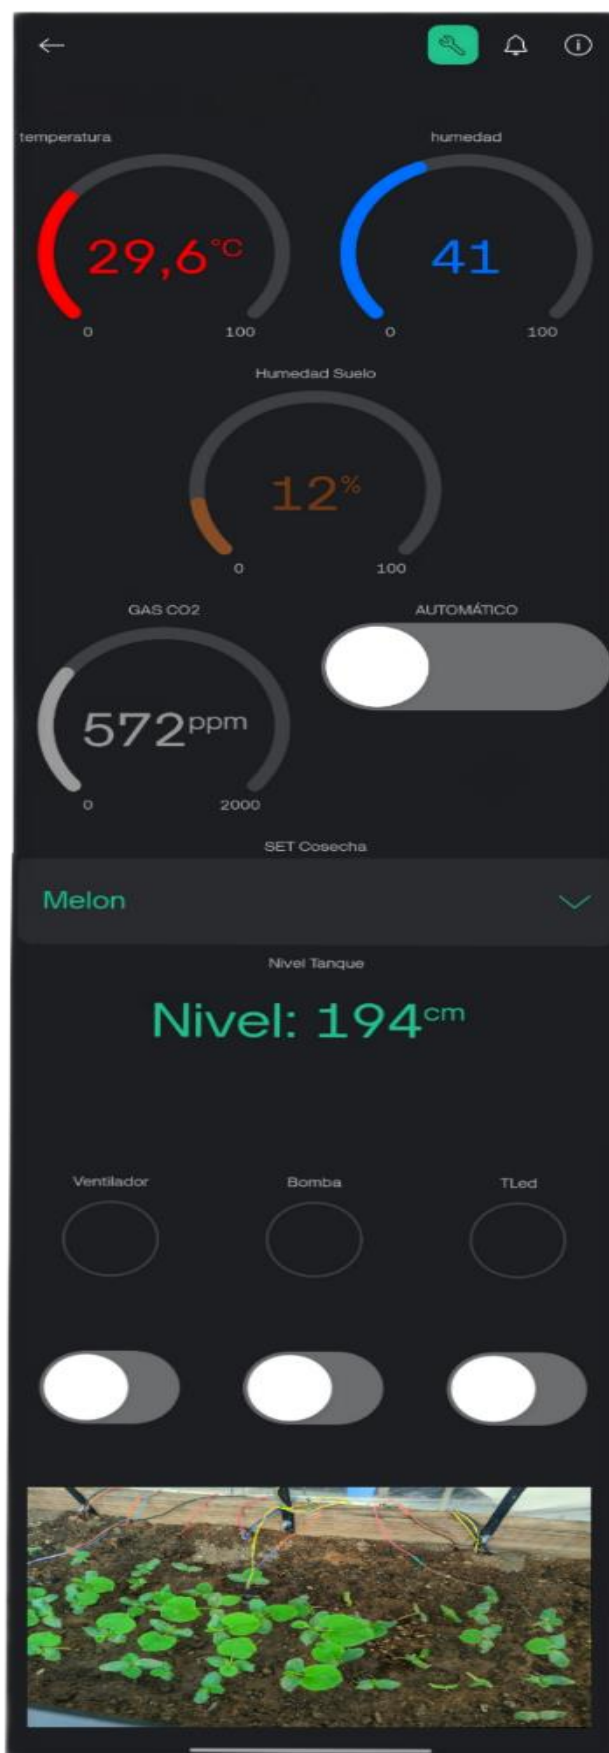 temperatura
humedad
29,6°C
41
0 100
0 100
Humedad Suelo
12%
0 100
GAS CO2
AUTOMÁTICO
572ppm
0 2000
SET Cosecha
Melon
Nivel Tanque
Nivel: 194cm
Ventilador
Bomba
TLed